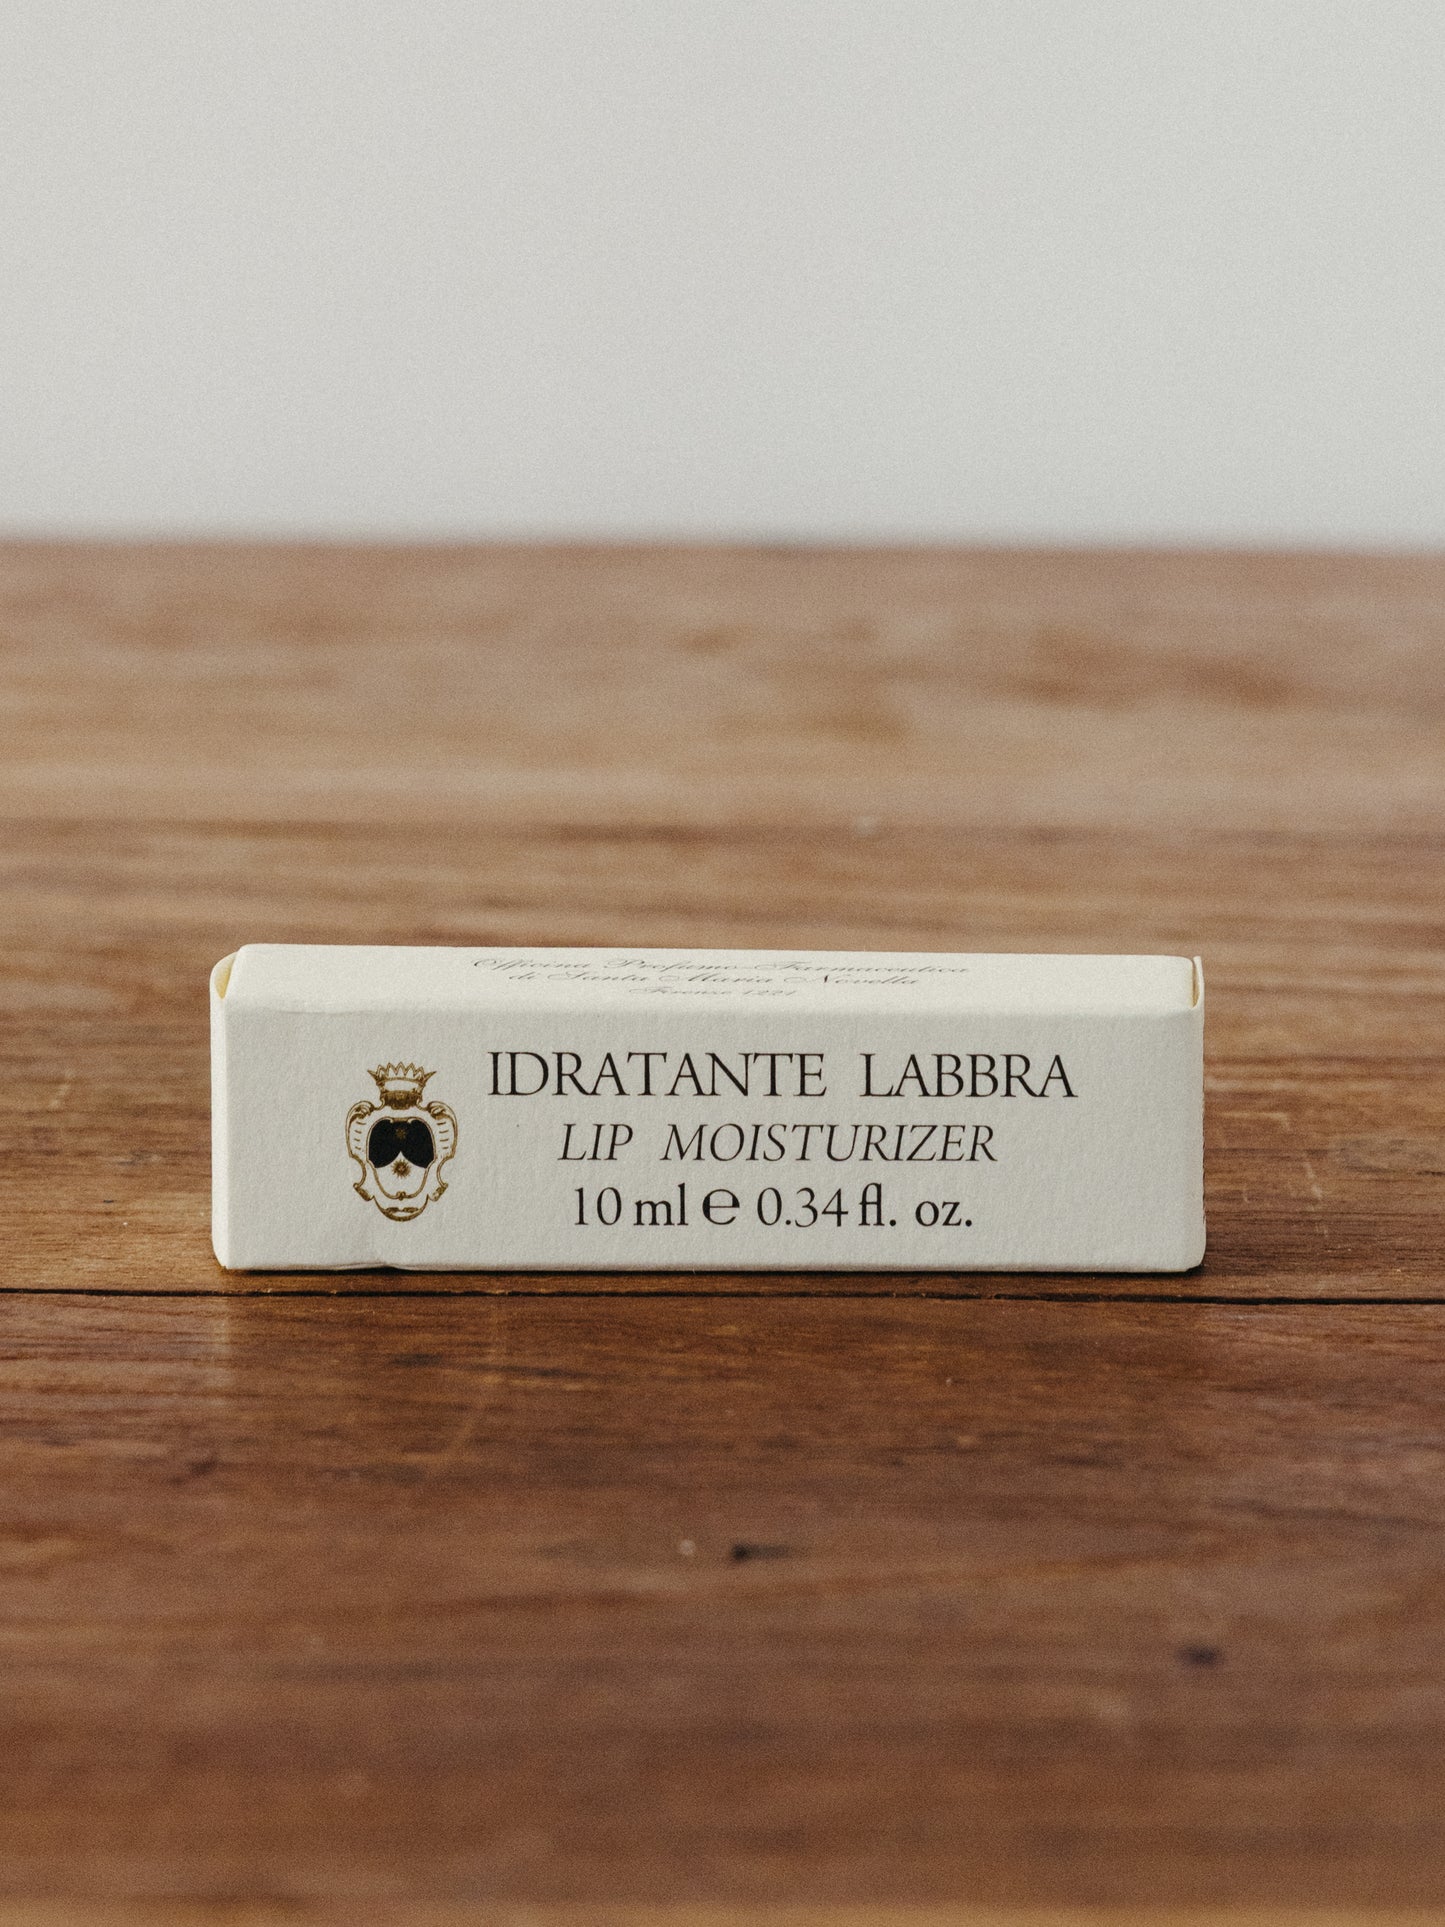 Officina Profumo-Farmaceutica
di Santa Maria Novella
Firenze 1221
IDRATANTE LABBRA
LIP MOISTURIZER
10 ml ℮ 0.34 fl. oz.